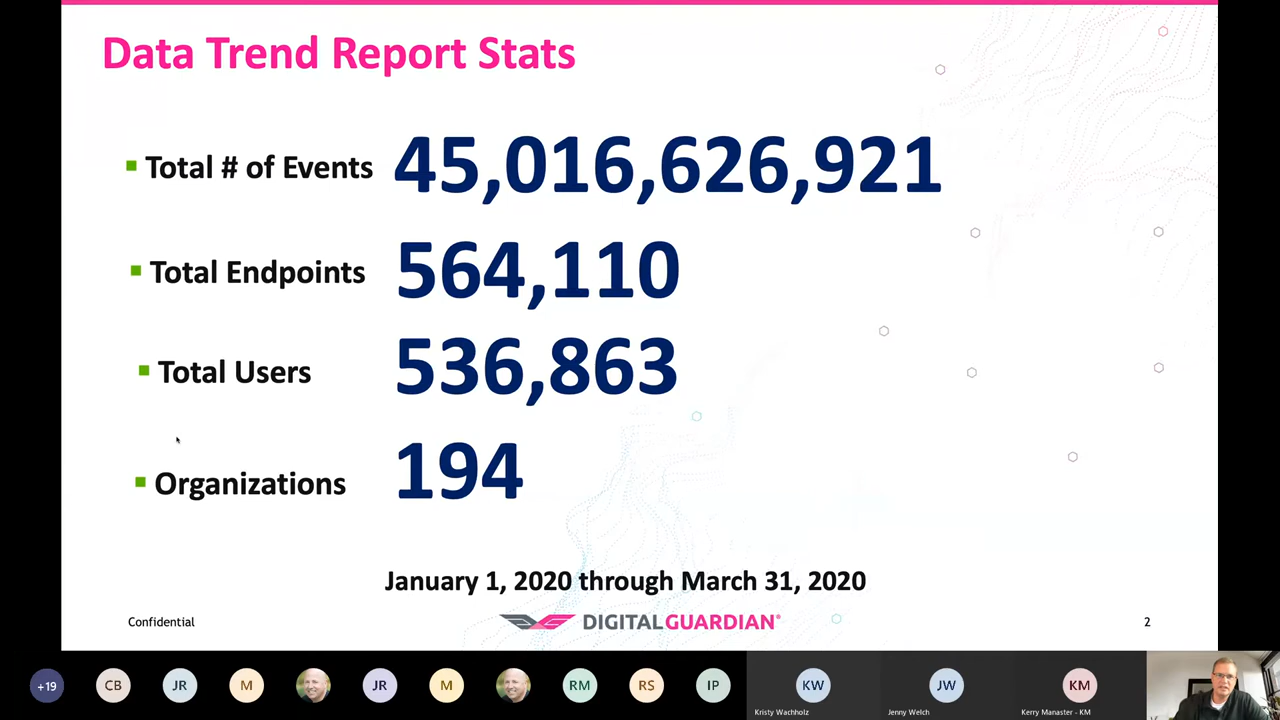 Data Trend Report Stats
Total # of Events 45,016,626,921
Total Endpoints 564,110
Total Users 536,863
Organizations 194
January 1, 2020 through March 31, 2020
Confidential
DIGITAL GUARDIAN®
2
+19
CB
JR
M
JR
M
RM
RS
IP
KW
JW
KM
Kristy Wachholz
Jenny Welch
Kerry Manaster - KM